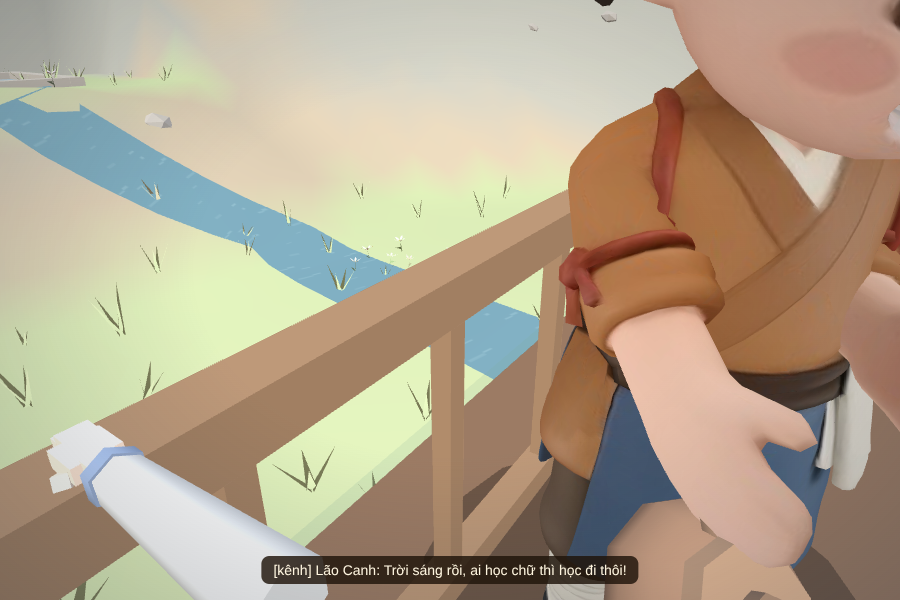 [kênh] Lão Canh: Trời sáng rồi, ai học chữ thì học đi thôi!